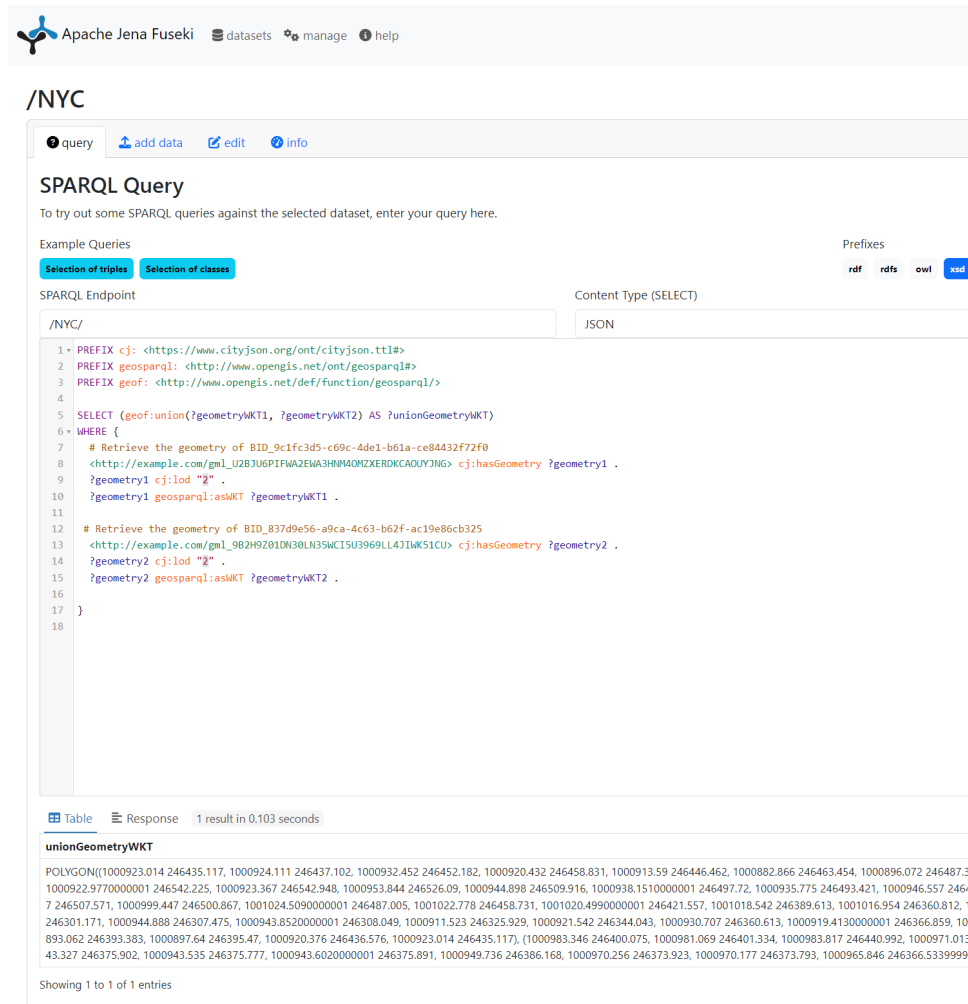 Apache Jena Fuseki datasets manage help
/NYC
query add data edit info
SPARQL Query
To try out some SPARQL queries against the selected dataset, enter your query here.
Example Queries Prefixes
Selection of triples Selection of classes rdf rdfs owl xsd
SPARQL Endpoint Content Type (SELECT)
/NYC/ JSON
1 PREFIX cj: <https://www.cityjson.org/ont/cityjson.ttl#>
2 PREFIX geosparql: <http://www.opengis.net/ont/geosparql#>
3 PREFIX geof: <http://www.opengis.net/def/function/geosparql/>
4
5 SELECT (geof:union(?geometryWKT1, ?geometryWKT2) AS ?unionGeometryWKT)
6 WHERE {
7 # Retrieve the geometry of BID_9c1fc3d5-c69c-4de1-b61a-ce84432f72f0
8 <http://example.com/gml_U2BJU6PIFWA2EWA3HNM4OMZXERDKCAOUYJNG> cj:hasGeometry ?geometry1 .
9 ?geometry1 cj:lod "2" .
10 ?geometry1 geosparql:asWKT ?geometryWKT1 .
11
12 # Retrieve the geometry of BID_837d9e56-a9ca-4c63-b62f-ac19e86cb325
13 <http://example.com/gml_9B2H9Z01DN30LN35WCI5U3969LL4JIWK51CU> cj:hasGeometry ?geometry2 .
14 ?geometry2 cj:lod "2" .
15 ?geometry2 geosparql:asWKT ?geometryWKT2 .
16
17 }
18
Table Response 1 result in 0.103 seconds
unionGeometryWKT
POLYGON((1000923.014 246435.117, 1000924.111 246437.102, 1000932.452 246452.182, 1000920.432 246458.831, 1000913.59 246446.462, 1000882.866 246463.454, 1000896.072 246487.3
1000922.9770000001 246542.225, 1000923.367 246542.948, 1000953.844 246526.09, 1000944.898 246509.916, 1000938.1510000001 246497.72, 1000935.775 246493.421, 1000946.557 246
7 246507.571, 1000999.447 246500.867, 1001024.5090000001 246487.005, 1001022.778 246458.731, 1001020.4990000001 246421.557, 1001018.542 246389.613, 1001016.954 246360.812,
246301.171, 1000944.888 246307.475, 1000943.8520000001 246308.049, 1000911.523 246325.929, 1000921.542 246344.043, 1000930.707 246360.613, 1000919.4130000001 246366.859, 10
893.062 246393.383, 1000897.64 246395.47, 1000920.376 246436.576, 1000923.014 246435.117), (1000983.346 246400.075, 1000981.069 246401.334, 1000983.817 246440.992, 1000971.013
43.327 246375.902, 1000943.535 246375.777, 1000943.6020000001 246375.891, 1000949.736 246386.168, 1000970.256 246373.923, 1000970.177 246373.793, 1000965.846 246366.5339999
Showing 1 to 1 of 1 entries